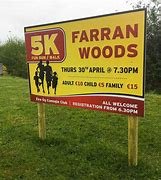 5K
FUN RUN / WALK
FARRAN
WOODS
THURS 30TH APRIL @ 7.30PM
ADULT €10 CHILD €5 FAMILY €15
ALL WELCOME
REGISTRATION FROM 6.30PM